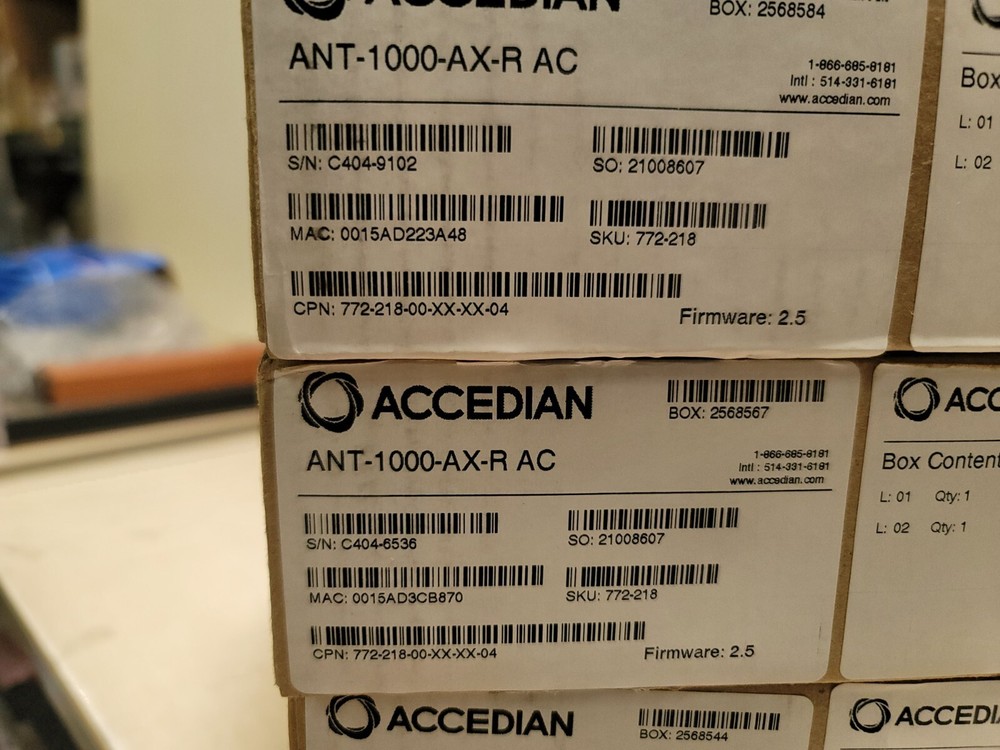 ACCEDIAN
BOX: 2568584
ANT-1000-AX-R AC
1-866-685-8181
Intl : 514-331-6181
www.accedian.com
S/N: C404-9102
SO: 21008607
MAC: 0015AD223A48
SKU: 772-218
CPN: 772-218-00-XX-XX-04
Firmware: 2.5
Box
L: 01
L: 02
ACCEDIAN
BOX: 2568567
ANT-1000-AX-R AC
1-866-685-8181
Intl : 514-331-6181
www.accedian.com
S/N: C404-6536
SO: 21008607
MAC: 0015AD3CB870
SKU: 772-218
CPN: 772-218-00-XX-XX-04
Firmware: 2.5
ACC
Box Content
L: 01 Qty: 1
L: 02 Qty: 1
ACCEDIAN
BOX: 2568544
ACCEDI